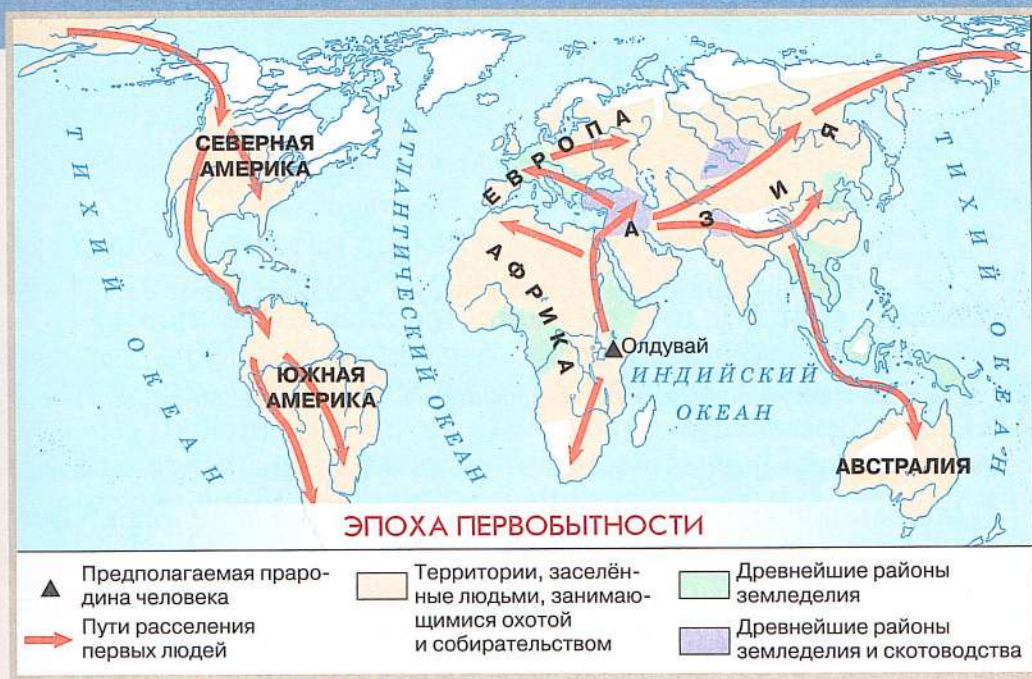 ТИХИЙ ОКЕАН
СЕВЕРНАЯ
АМЕРИКА
АТЛАНТИЧЕСКИЙ ОКЕАН
ЕВРОПА
АЗИЯ
ТИХИЙ ОКЕАН
АФРИКА
Олдувай
ИНДИЙСКИЙ
ОКЕАН
ЮЖНАЯ
АМЕРИКА
АВСТРАЛИЯ
ЭПОХА ПЕРВОБЫТНОСТИ
Предполагаемая праро-
дина человека
Пути расселения
первых людей
Территории, заселён-
ные людьми, занимаю-
щимися охотой
и собирательством
Древнейшие районы
земледелия
Древнейшие районы
земледелия и скотоводства